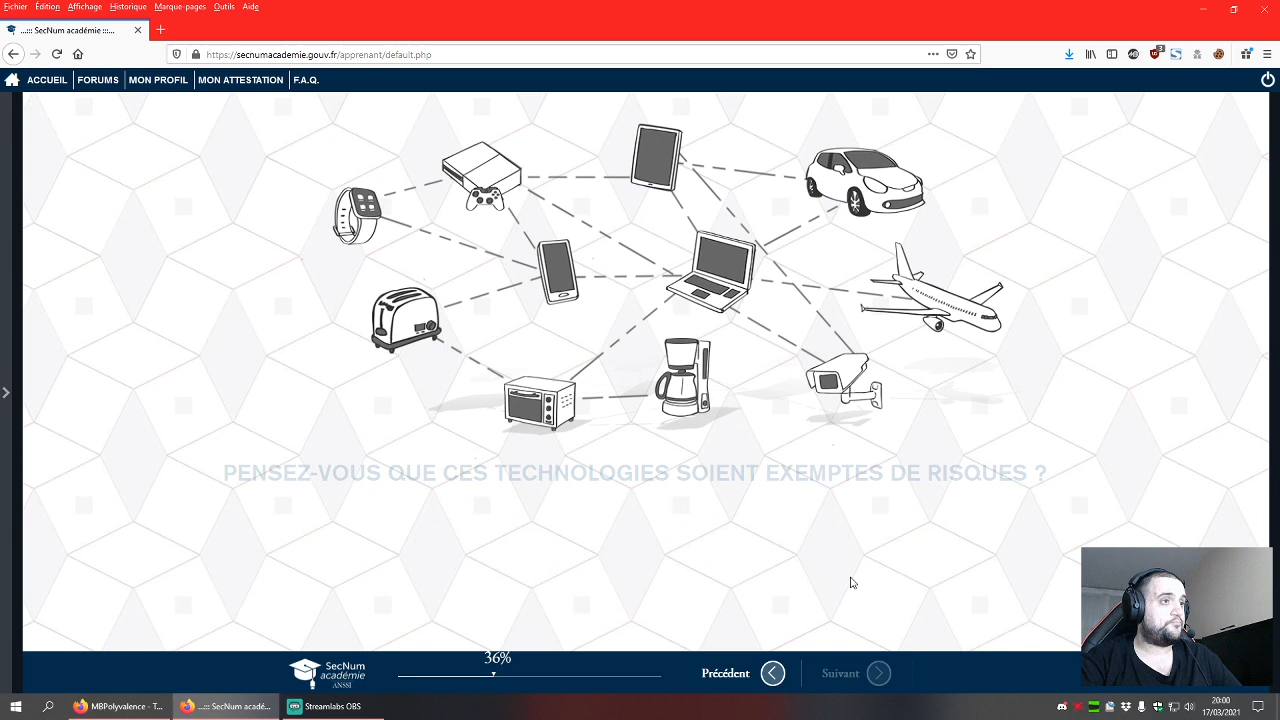 Fichier Édition Affichage Historique Marque-pages Outils Aide
...:: SecNum académie :::...
https://secnumacademie.gouv.fr/apprenant/default.php
3
ACCUEIL FORUMS MON PROFIL MON ATTESTATION F.A.Q.
PENSEZ-VOUS QUE CES TECHNOLOGIES SOIENT EXEMPTES DE RISQUES ?
SecNum
académie
ANSSI
36%
Précédent
Suivant
MBPolyvalence - T...
...::: SecNum acadé...
Streamlabs OBS
20:00
17/03/2021